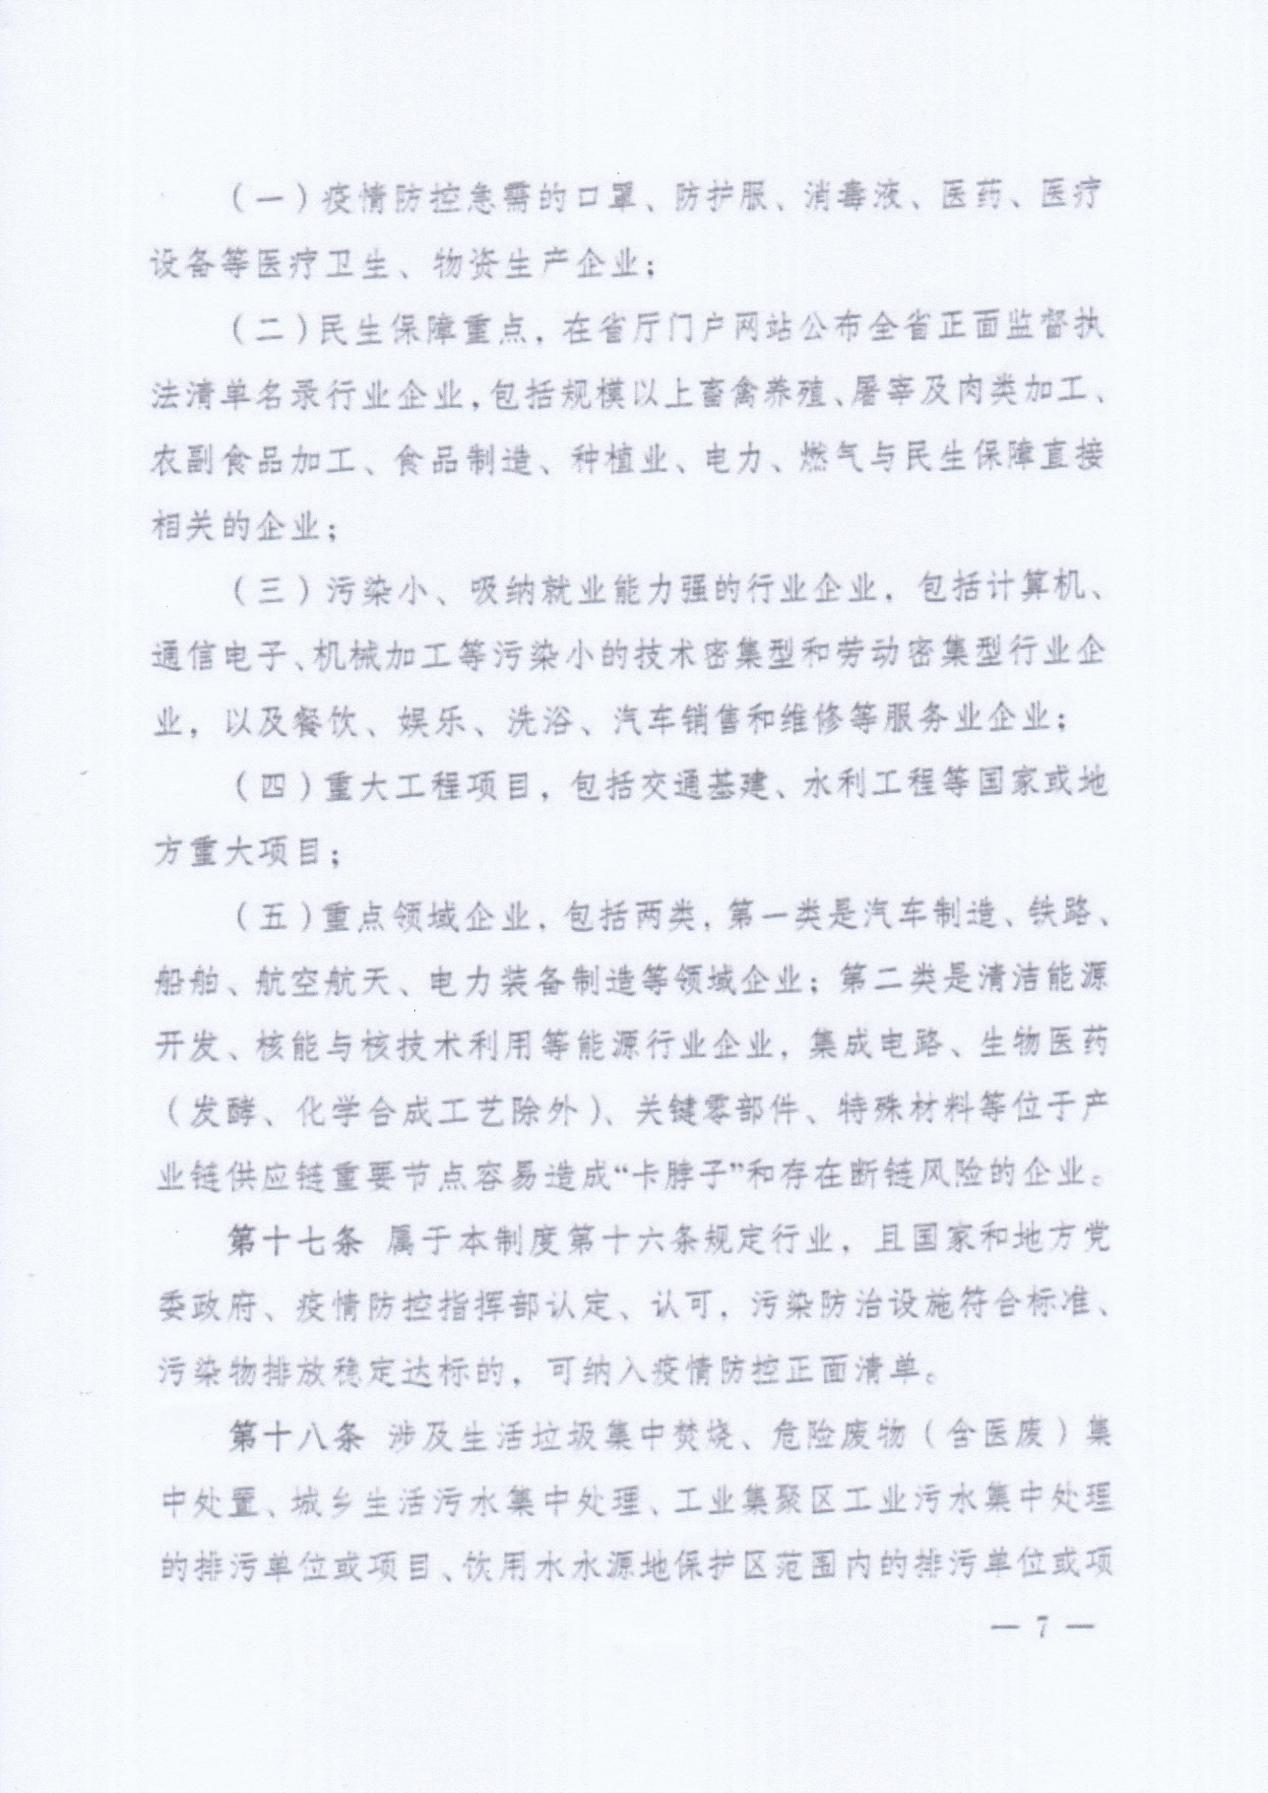 （一）疫情防控急需的口罩、防护服、消毒液、医药、医疗
设备等医疗卫生、物资生产企业；
（二）民生保障重点，在省厅门户网站公布全省正面监督执
法清单名录行业企业，包括规模以上畜禽养殖、屠宰及肉类加工、
农副食品加工、食品制造、种植业、电力、燃气与民生保障直接
相关的企业；
（三）污染小、吸纳就业能力强的行业企业，包括计算机、
通信电子、机械加工等污染小的技术密集型和劳动密集型行业企
业，以及餐饮、娱乐、洗浴、汽车销售和维修等服务业企业；
（四）重大工程项目，包括交通基建、水利工程等国家或地
方重大项目；
（五）重点领域企业，包括两类，第一类是汽车制造、铁路、
船舶、航空航天、电力装备制造等领域企业；第二类是清洁能源
开发、核能与核技术利用等能源行业企业，集成电路、生物医药
（发酵、化学合成工艺除外）、关键零部件、特殊材料等位于产
业链供应链重要节点容易造成“卡脖子”和存在断链风险的企业。
第十七条 属于本制度第十六条规定行业，且国家和地方党
委政府、疫情防控指挥部认定、认可，污染防治设施符合标准、
污染物排放稳定达标的，可纳入疫情防控正面清单。
第十八条 涉及生活垃圾集中焚烧、危险废物（含医废）集
中处置、城乡生活污水集中处理、工业集聚区工业污水集中处理
的排污单位或项目、饮用水水源地保护区范围内的排污单位或项
— 7 —